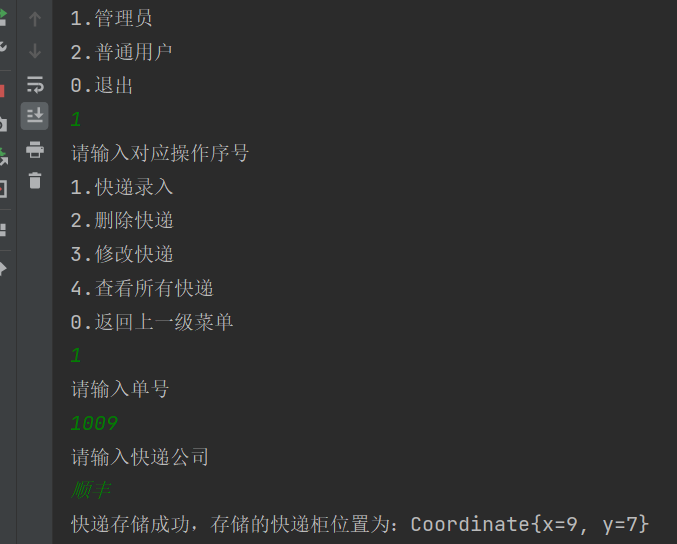 1.管理员
2.普通用户
0.退出
1
请输入对应操作序号
1.快递录入
2.删除快递
3.修改快递
4.查看所有快递
0.返回上一级菜单
1
请输入单号
1009
请输入快递公司
顺丰
快递存储成功，存储的快递柜位置为：Coordinate{x=9, y=7}